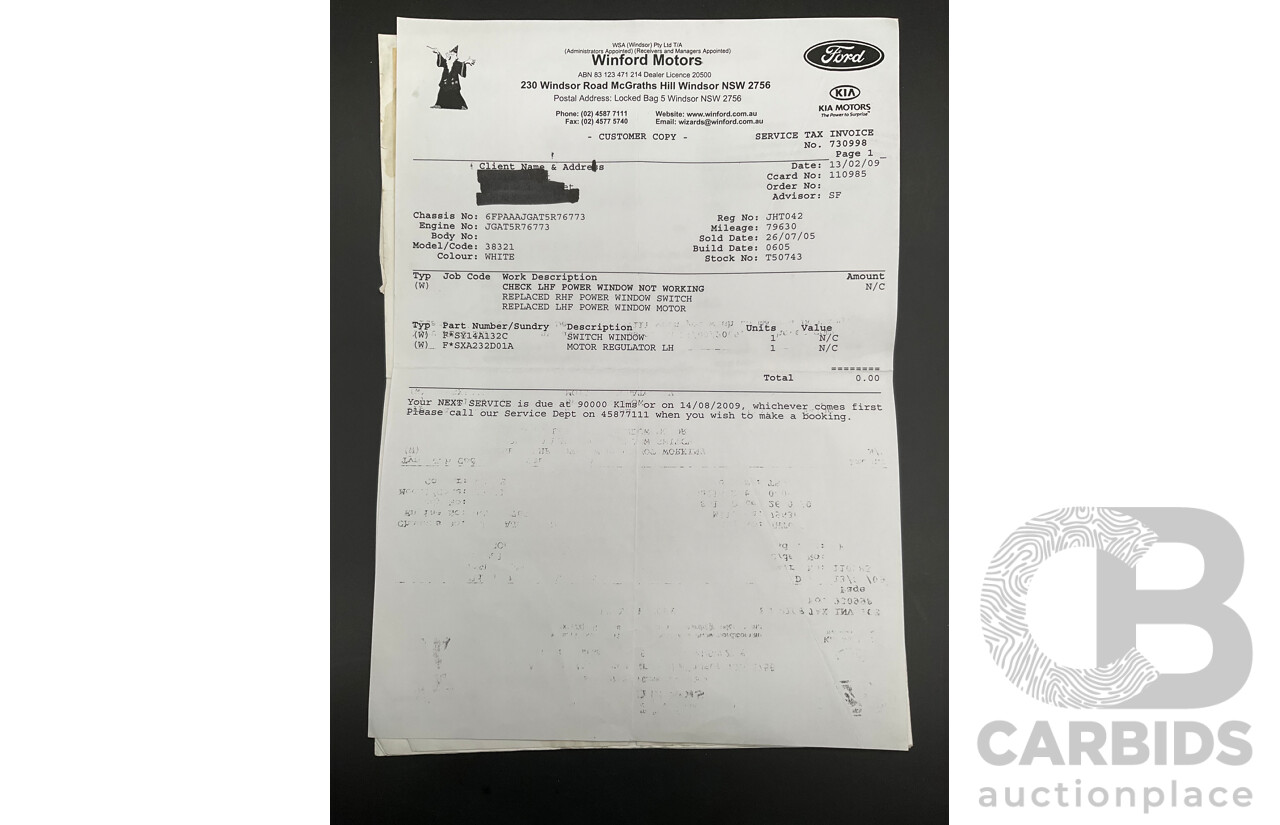 WSA (Windsor) Pty Ltd T/A
(Administrators Appointed) (Receivers and Managers Appointed)
Winford Motors
ABN 83 123 471 214 Dealer Licence 20500
230 Windsor Road McGraths Hill Windsor NSW 2756
Postal Address: Locked Bag 5 Windsor NSW 2756
Phone: (02) 4587 7111 Website: www.winford.com.au
Fax: (02) 4577 5740 Email: wizards@winford.com.au
Ford
KIA
KIA MOTORS
The Power to Surprise
- CUSTOMER COPY - SERVICE TAX INVOICE
No. 730998
Page 1
Client Name & Address Date: 13/02/09
Ccard No: 110985
Order No:
Advisor: SF
Chassis No: 6FPAAAJGAT5R76773 Reg No: JHT042
Engine No: JGAT5R76773 Mileage: 79630
Body No: Sold Date: 26/07/05
Model/Code: 38321 Build Date: 0605
Colour: WHITE Stock No: T50743
Typ Job Code Work Description Amount
(W) CHECK LHF POWER WINDOW NOT WORKING N/C
REPLACED RHF POWER WINDOW SWITCH
REPLACED LHF POWER WINDOW MOTOR
Typ Part Number/Sundry Description Units Value
(W) F*SY14A132C SWITCH WINDOW 1 N/C
(W) F*SXA232D01A MOTOR REGULATOR LH 1 N/C
========
Total 0.00
Your NEXT SERVICE is due at 90000 Klms or on 14/08/2009, whichever comes first
Please call our Service Dept on 45877111 when you wish to make a booking.
CB
CARBIDS
auctionplace